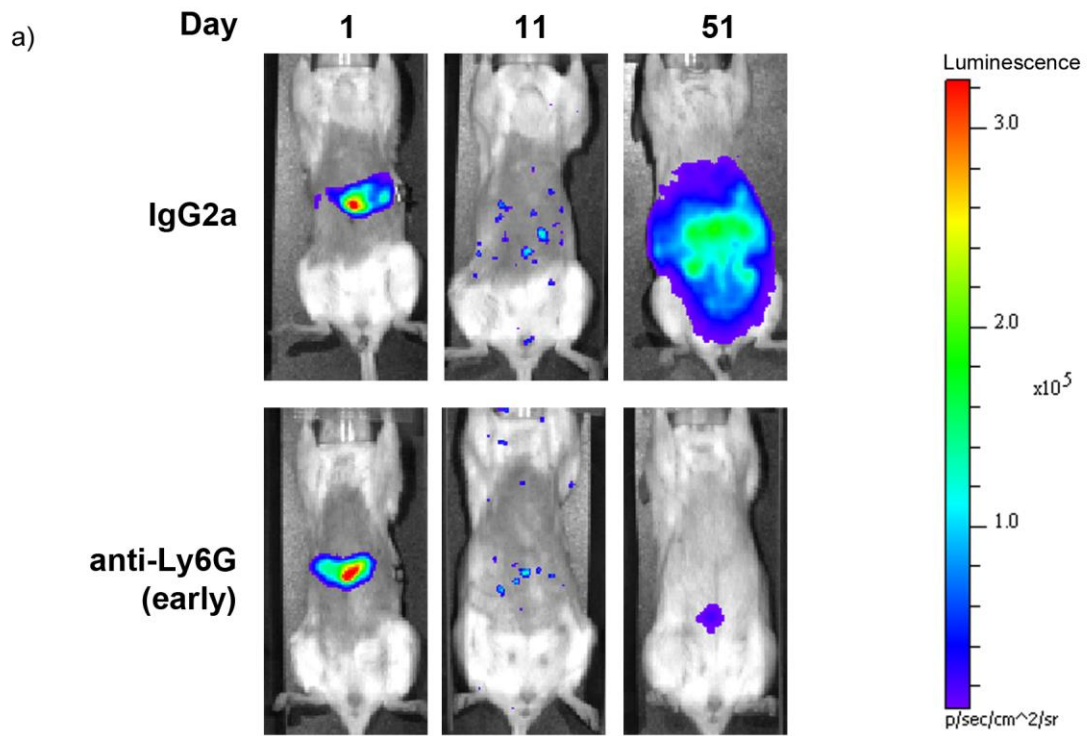 a)
Day 1 11 51
IgG2a
anti-Ly6G
(early)
Luminescence
3.0
2.0
x10^5
1.0
p/sec/cm^2/sr